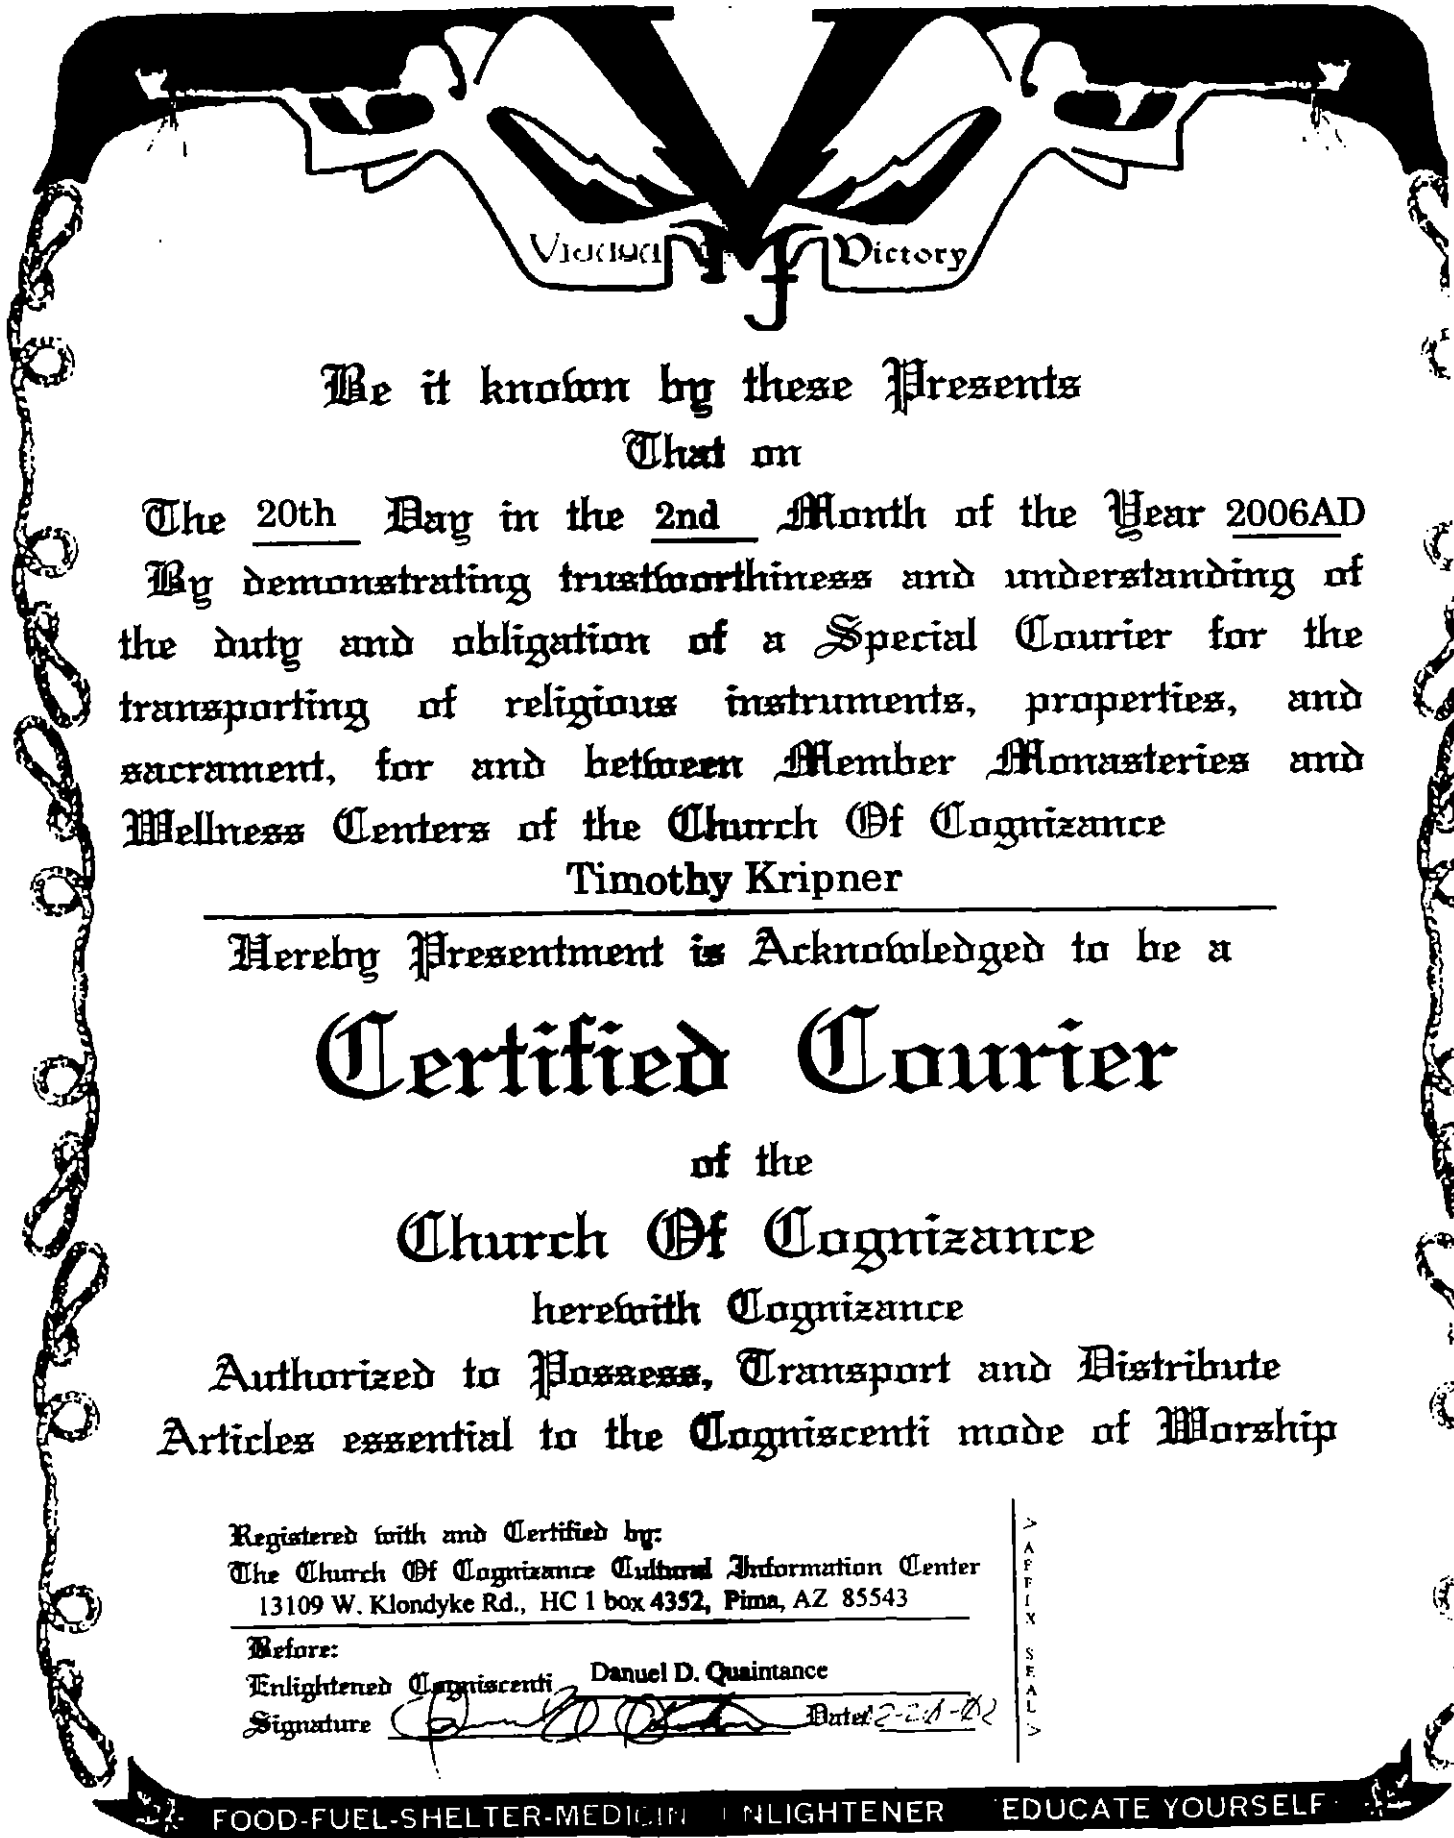 Victory
Be it known by these Presents
That on
The 20th Day in the 2nd Month of the Year 2006AD
By demonstrating trustworthiness and understanding of
the duty and obligation of a Special Courier for the
transporting of religious instruments, properties, and
sacrament, for and between Member Monasteries and
Wellness Centers of the Church Of Cognizance
Timothy Kripner
Hereby Presentment is Acknowledged to be a
Certified Courier
of the
Church Of Cognizance
herewith Cognizance
Authorized to Possess, Transport and Distribute
Articles essential to the Cogniscenti mode of Worship
Registered with and Certified by:
The Church Of Cognizance Cultural Information Center
13109 W. Klondyke Rd., HC 1 box 4352, Pima, AZ 85543
Before:
Enlightened Cogniscenti Danuel D. Quaintance
Signature Date:
> AFFIX SEAL >
FOOD-FUEL-SHELTER-MEDICIN NLIGHTENER EDUCATE YOURSELF